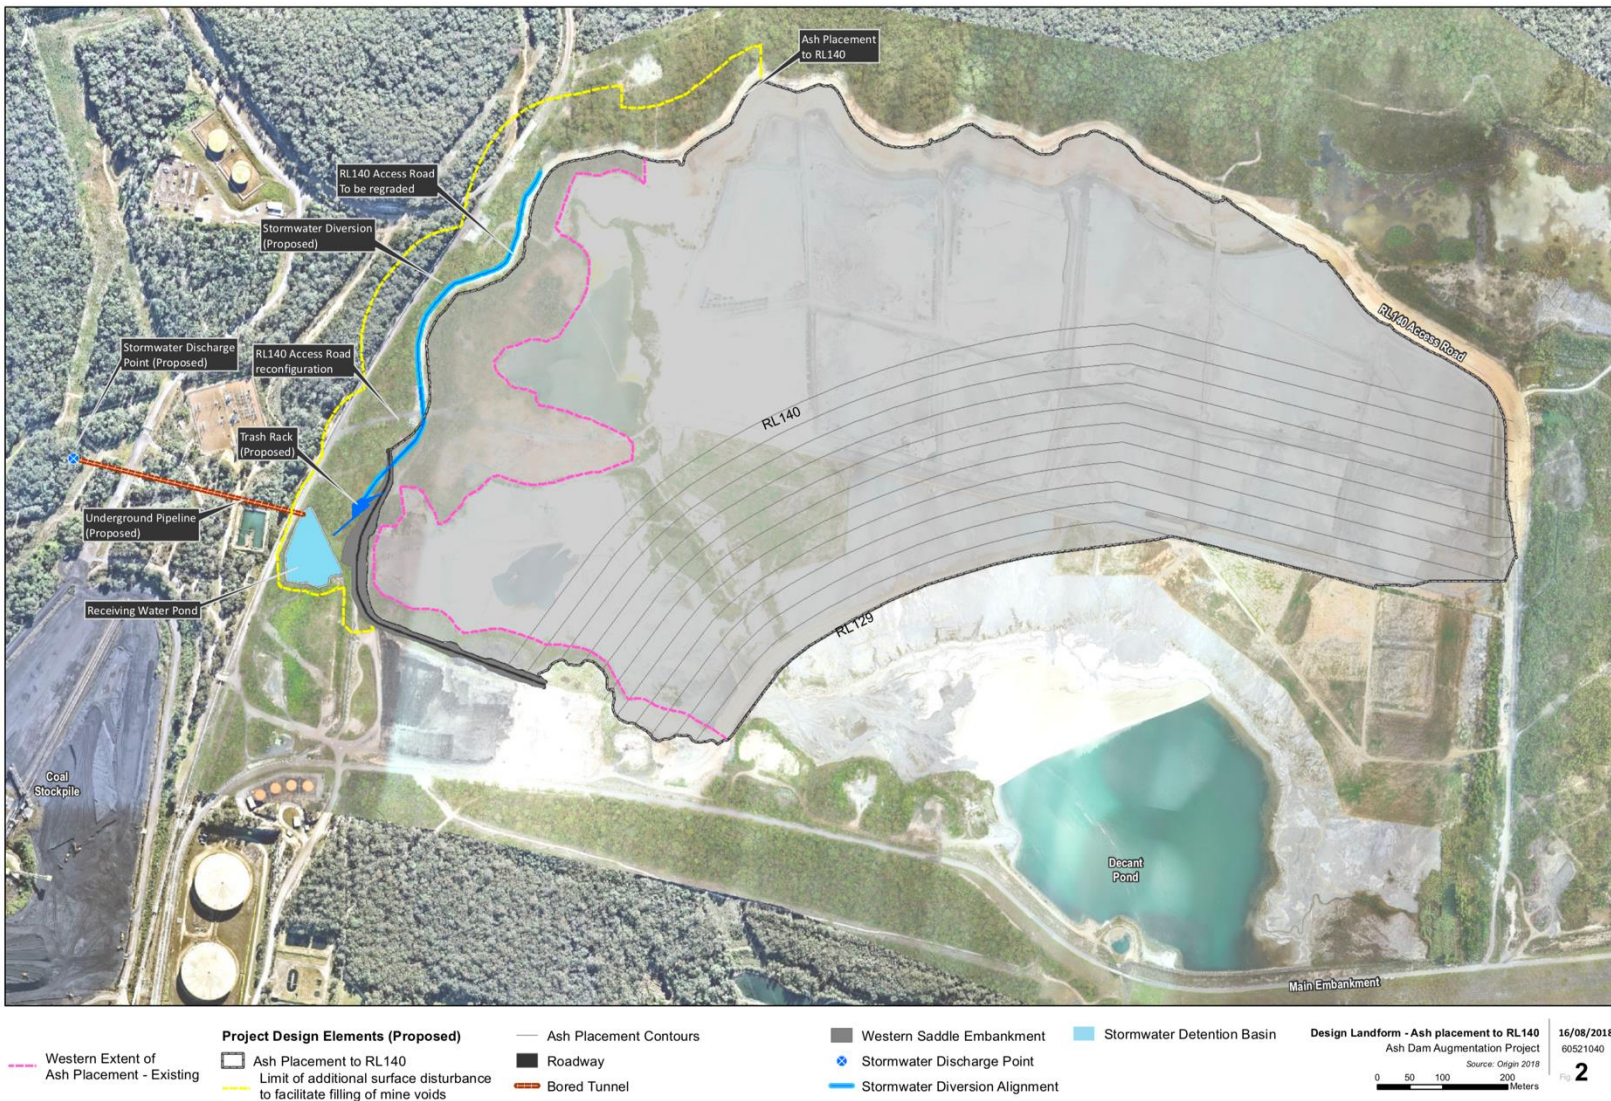 N
Ash Placement
to RL140
RL140 Access Road
To be regraded
Stormwater Diversion
(Proposed)
Stormwater Discharge
Point (Proposed)
RL140 Access Road
reconfiguration
Trash Rack
(Proposed)
Underground Pipeline
(Proposed)
Receiving Water Pond
RL140 Access Road
RL140
RL129
Coal
Stockpile
Decant
Pond
Main Embankment
Western Extent of
Ash Placement - Existing
Project Design Elements (Proposed)
Ash Placement to RL140
Limit of additional surface disturbance
to facilitate filling of mine voids
Ash Placement Contours
Roadway
Bored Tunnel
Western Saddle Embankment
Stormwater Discharge Point
Stormwater Diversion Alignment
Stormwater Detention Basin
Design Landform - Ash placement to RL140
Ash Dam Augmentation Project
Source: Origin 2018
0 50 100 200
Meters
16/08/2018
60521040
Fig. 2